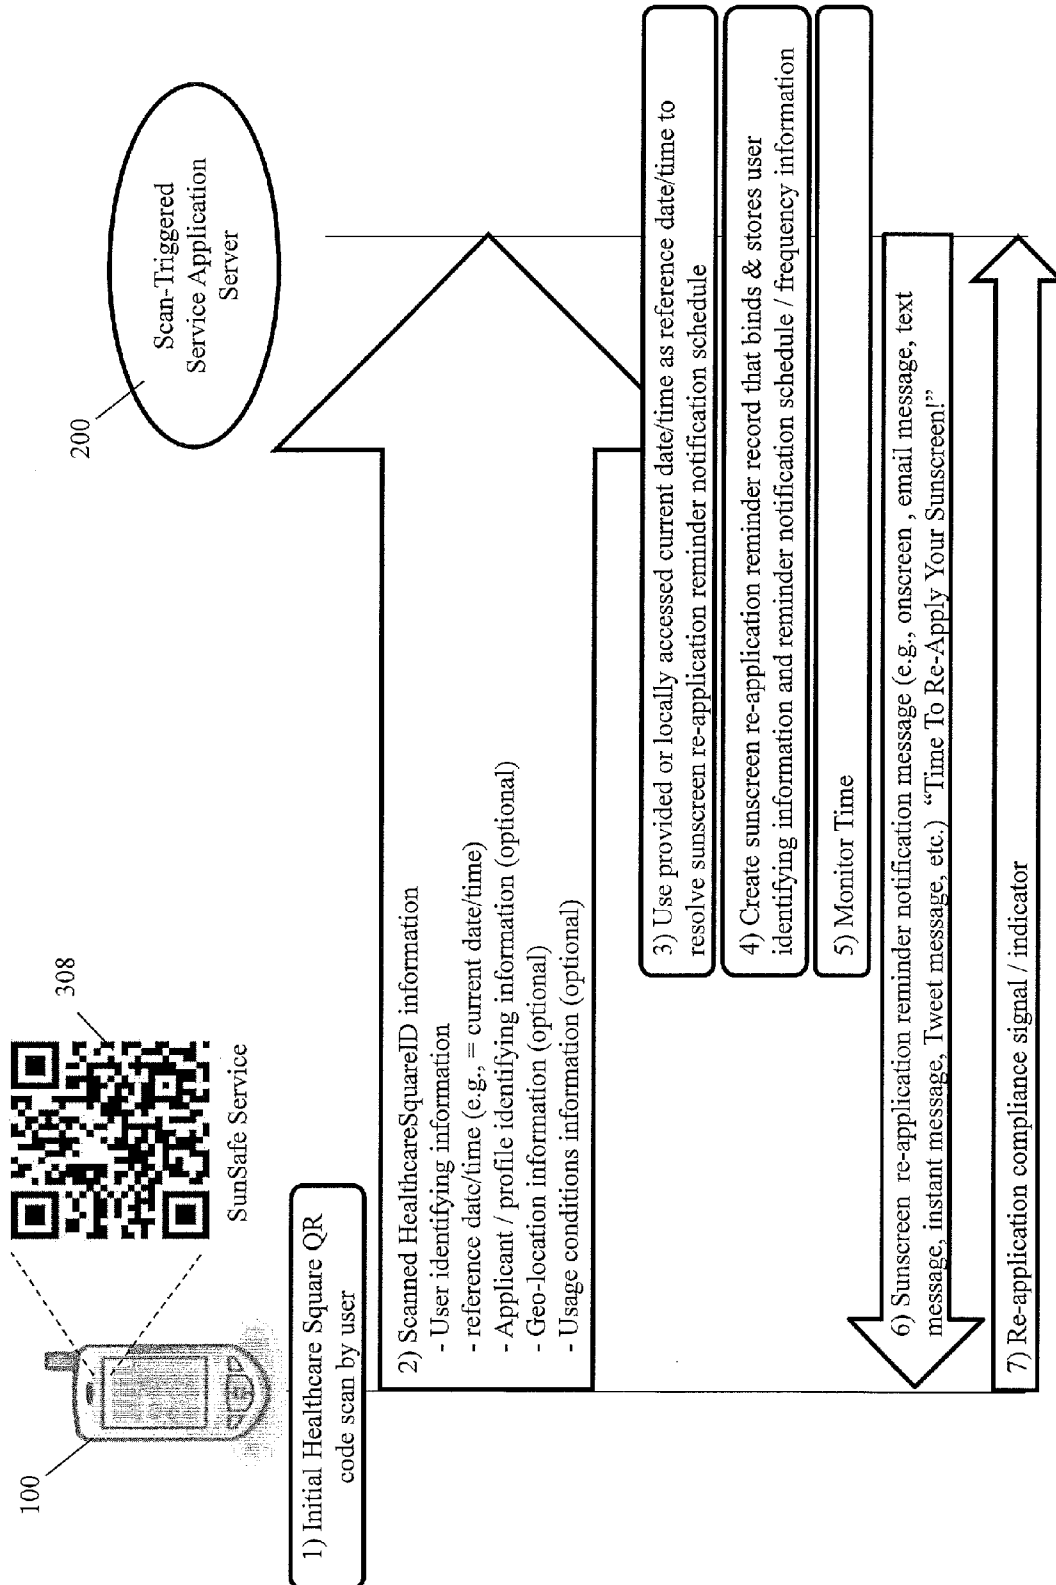 100
308
SunSafe Service
200
Scan-Triggered
Service Application
Server
1) Initial Healthcare Square QR
code scan by user
2) Scanned HealthcareSquareID information
- User identifying information
- reference date/time (e.g., = current date/time)
- Applicant / profile identifying information (optional)
- Geo-location information (optional)
- Usage conditions information (optional)
3) Use provided or locally accessed current date/time as reference date/time to
resolve sunscreen re-application reminder notification schedule
4) Create sunscreen re-application reminder record that binds & stores user
identifying information and reminder notification schedule / frequency information
5) Monitor Time
6) Sunscreen re-application reminder notification message (e.g., onscreen , email message, text
message, instant message, Tweet message, etc.) “Time To Re-Apply Your Sunscreen!”
7) Re-application compliance signal / indicator